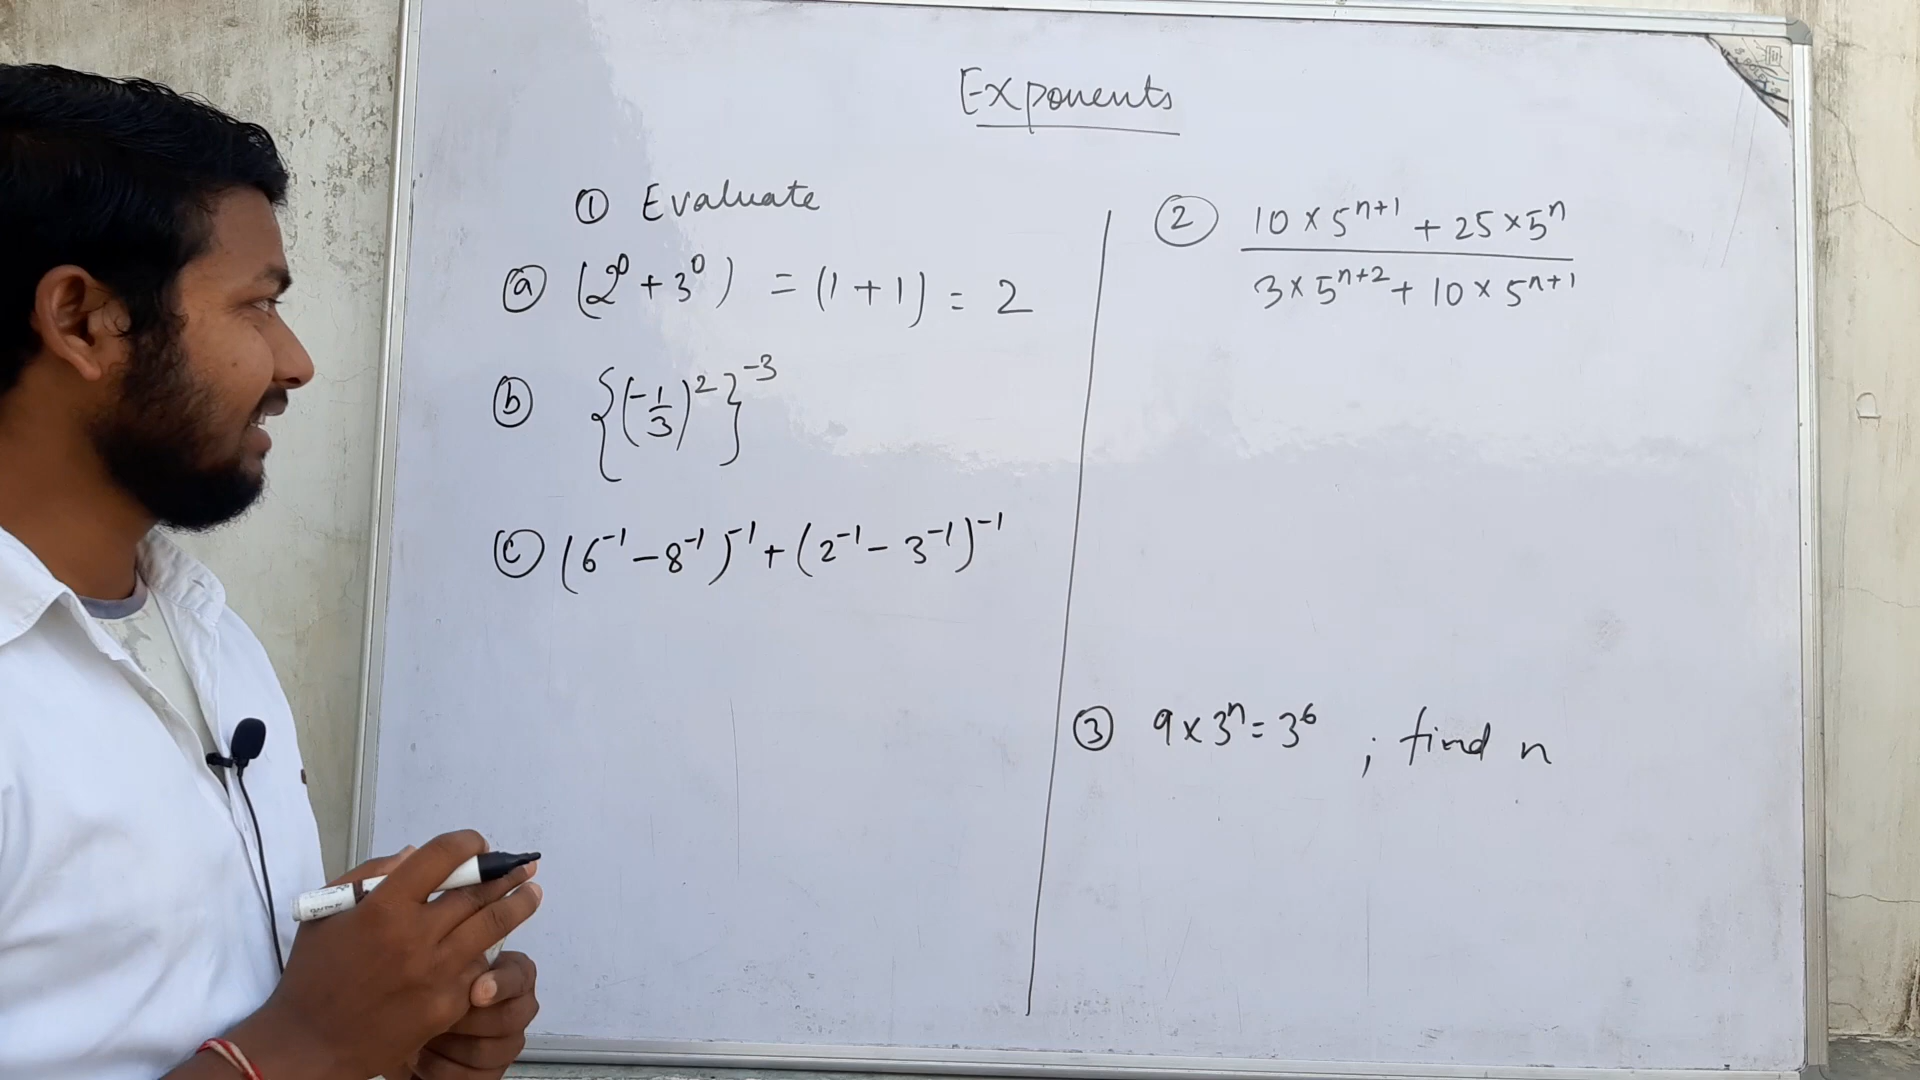 Exponents
① Evaluate
ⓐ (2⁰ + 3⁰) = (1 + 1) = 2
ⓑ {(-1/3)²}⁻³
ⓒ (6⁻¹ – 8⁻¹)⁻¹ + (2⁻¹ – 3⁻¹)⁻¹
② 10 × 5ⁿ⁺¹ + 25 × 5ⁿ
3 × 5ⁿ⁺² + 10 × 5ⁿ⁺¹
③ 9 × 3ⁿ = 3⁶ ; find n